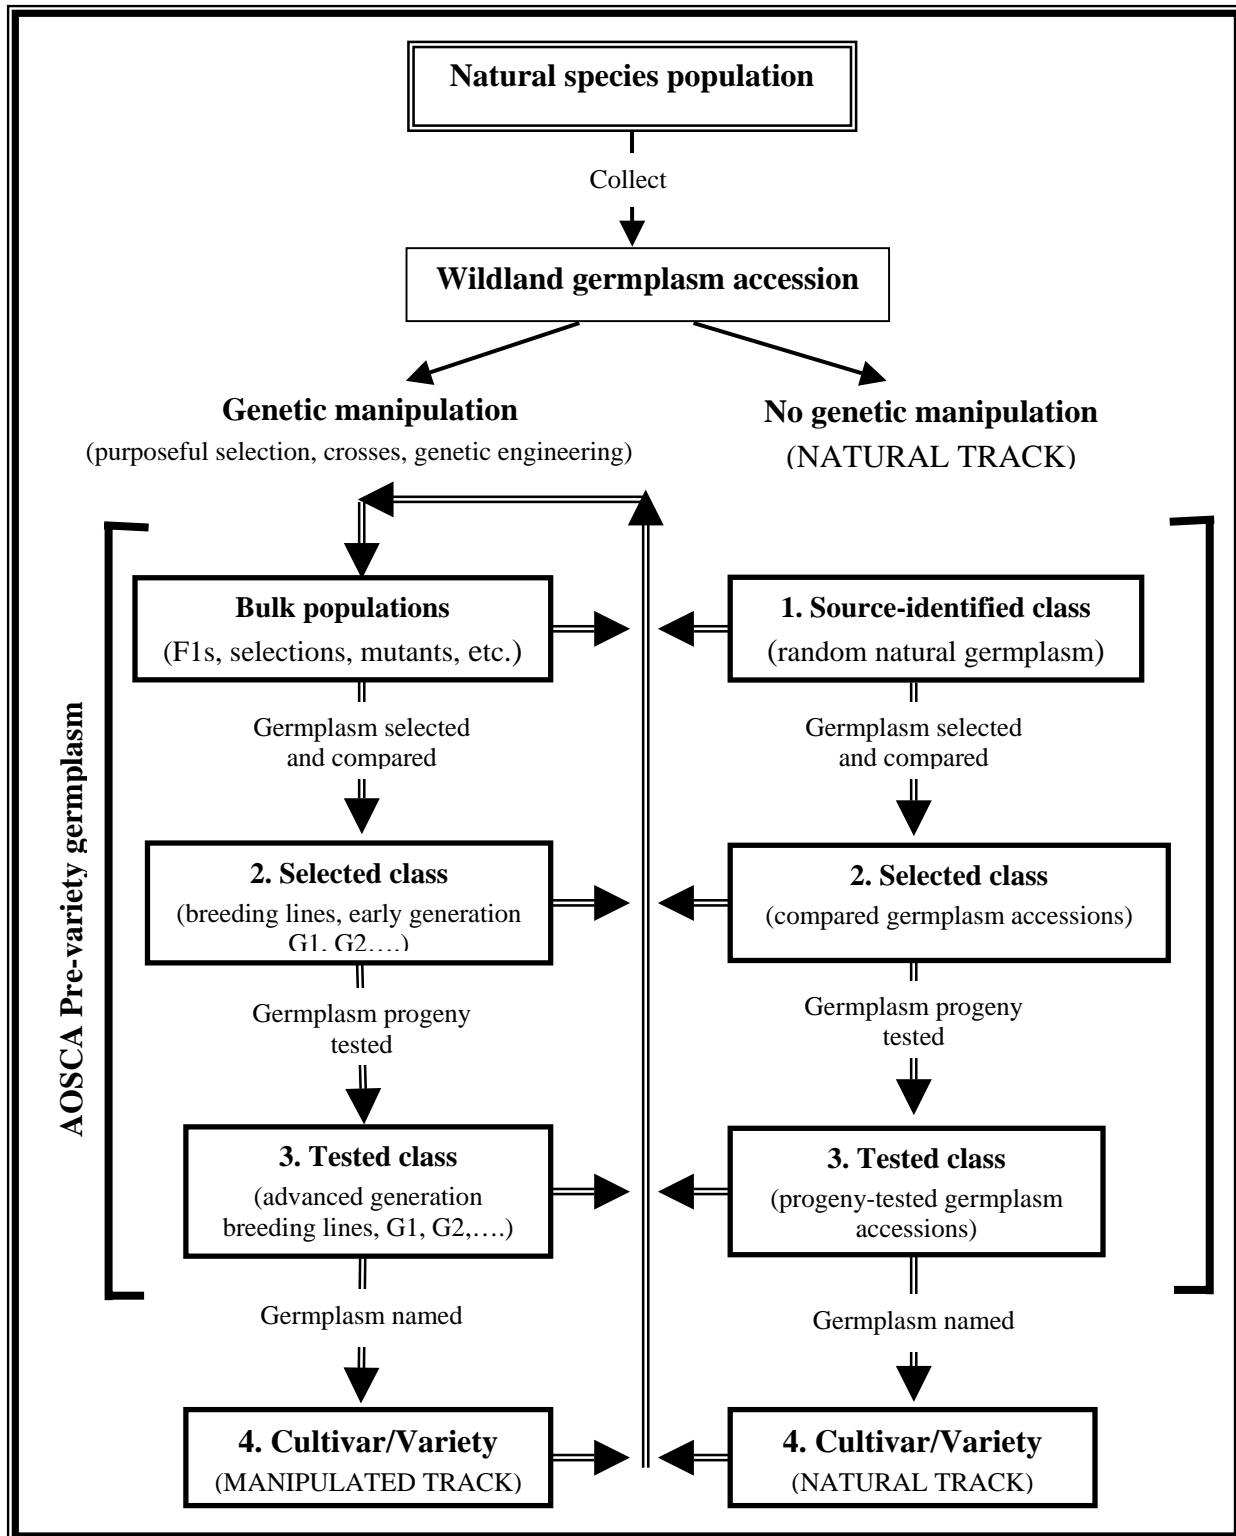 Natural species population
Collect
Wildland germplasm accession
Genetic manipulation
(purposeful selection, crosses, genetic engineering)
No genetic manipulation
(NATURAL TRACK)
AOSCA Pre-variety germplasm
Bulk populations
(F1s, selections, mutants, etc.)
Germplasm selected
and compared
2. Selected class
(breeding lines, early generation
G1, G2,....)
Germplasm progeny
tested
3. Tested class
(advanced generation
breeding lines, G1, G2,....)
Germplasm named
4. Cultivar/Variety
(MANIPULATED TRACK)
1. Source-identified class
(random natural germplasm)
Germplasm selected
and compared
2. Selected class
(compared germplasm accessions)
Germplasm progeny
tested
3. Tested class
(progeny-tested germplasm
accessions)
Germplasm named
4. Cultivar/Variety
(NATURAL TRACK)